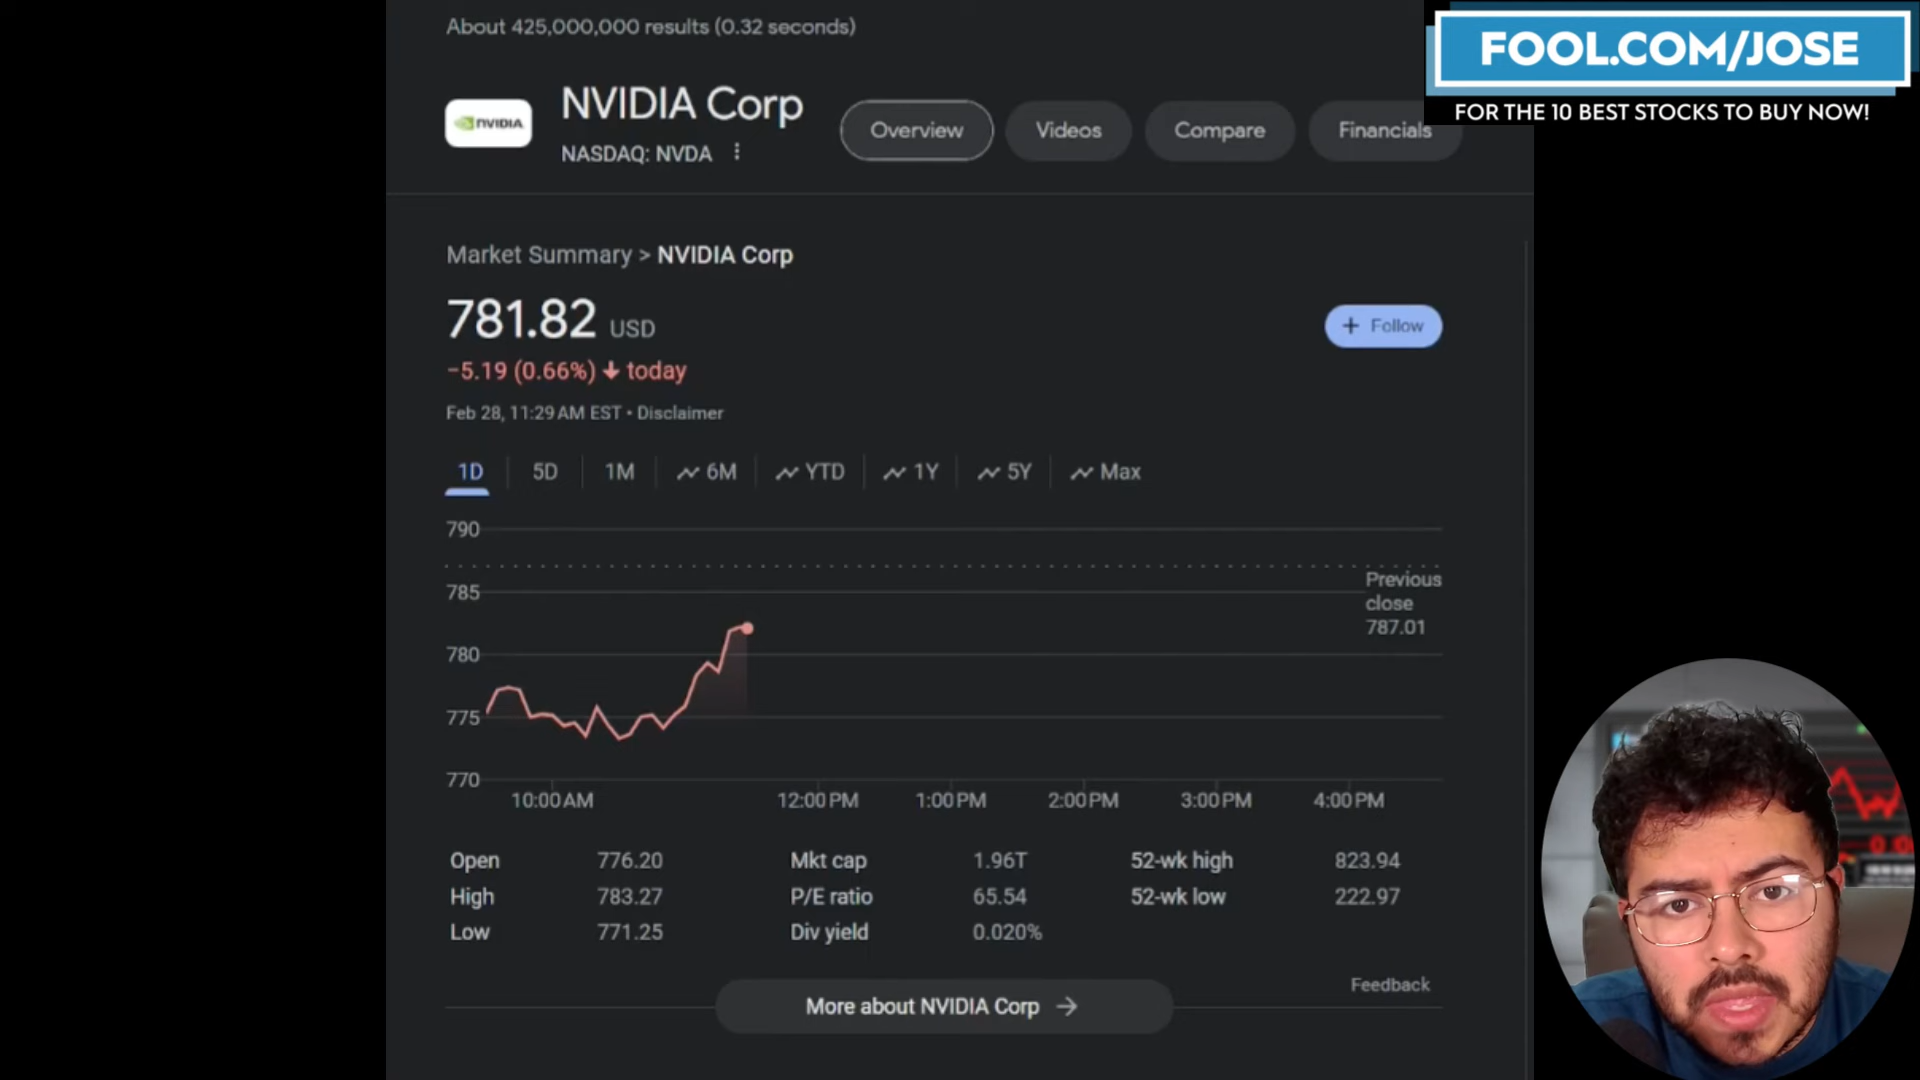 About 425,000,000 results (0.32 seconds)
FOOL.COM/JOSE
FOR THE 10 BEST STOCKS TO BUY NOW!
NVIDIA
NVIDIA Corp
NASDAQ: NVDA
Overview
Videos
Compare
Financials
Market Summary > NVIDIA Corp
781.82 USD
+ Follow
−5.19 (0.66%) ↓ today
Feb 28, 11:29 AM EST • Disclaimer
1D 5D 1M 6M YTD 1Y 5Y Max
790
785
780
775
770
Previous
close
787.01
10:00 AM 12:00 PM 1:00 PM 2:00 PM 3:00 PM 4:00 PM
Open 776.20 Mkt cap 1.96T 52-wk high 823.94
High 783.27 P/E ratio 65.54 52-wk low 222.97
Low 771.25 Div yield 0.020%
Feedback
More about NVIDIA Corp →